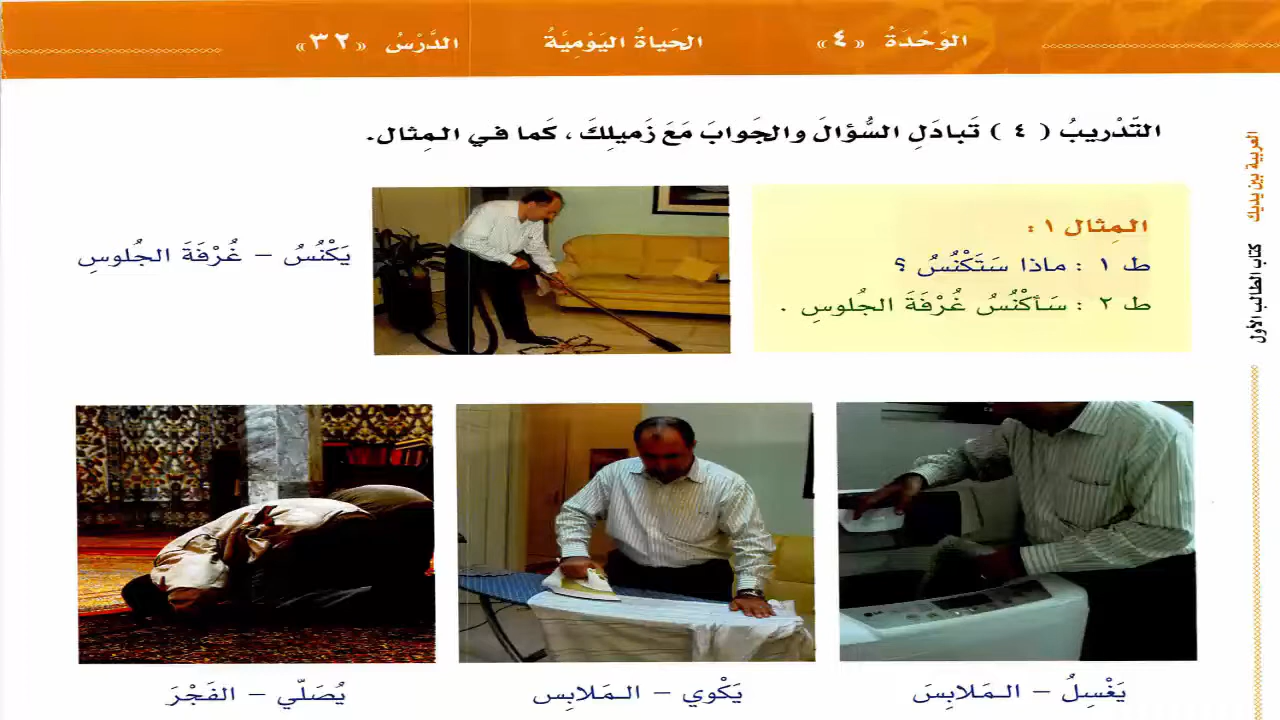 الوَحْدَةُ «٤»
الحَياةُ اليَوْمِيَّةُ
الدَّرْسُ «٣٢»
التَّدْريبُ ( ٤ ) تَبادَلِ السُّؤالَ والجَوابَ مَعَ زَميلِكَ ، كَما في المِثال.
المِثال ١ :
ط ١ : ماذا سَتَكْنُسُ ؟
ط ٢ : سَأَكْنُسُ غُرْفَةَ الجُلوسِ .
يَكْنُسُ – غُرْفَةَ الجُلوسِ
يَغْسِلُ – المَلابِسَ
يَكْوي – المَلابِس
يُصَلّي – الفَجْرَ
العربية بين يديك
كتاب الطالب الأول